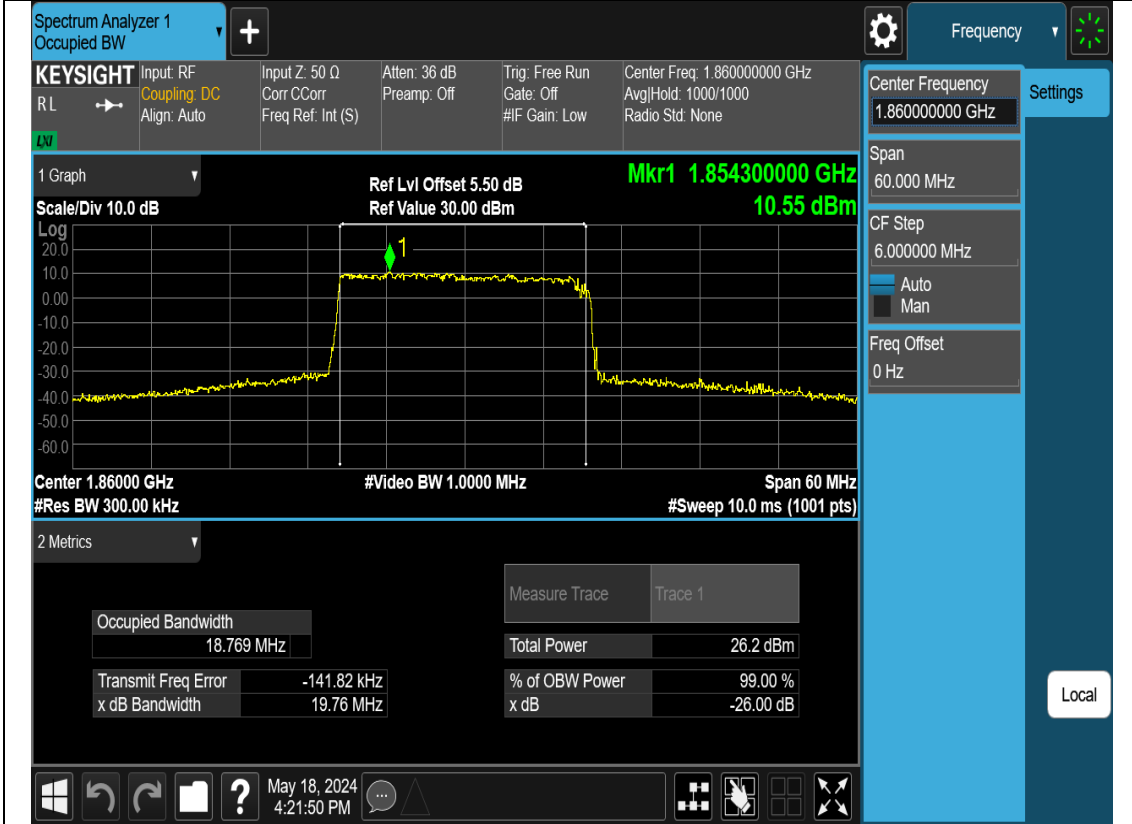 Spectrum Analyzer 1
Occupied BW
+
Frequency
KEYSIGHT
RL
LXI
Input: RF
Coupling: DC
Align: Auto
Input Z: 50 Ω
Corr CCorr
Freq Ref: Int (S)
Atten: 36 dB
Preamp: Off
Trig: Free Run
Gate: Off
#IF Gain: Low
Center Freq: 1.860000000 GHz
Avg|Hold: 1000/1000
Radio Std: None
Center Frequency
1.860000000 GHz
Settings
Span
60.000 MHz
CF Step
6.000000 MHz
Auto
Man
Freq Offset
0 Hz
Local
1 Graph
Scale/Div 10.0 dB
Ref Lvl Offset 5.50 dB
Ref Value 30.00 dBm
Mkr1 1.854300000 GHz
10.55 dBm
Log
20.0
10.0
0.00
-10.0
-20.0
-30.0
-40.0
-50.0
-60.0
1
Center 1.86000 GHz
#Video BW 1.0000 MHz
Span 60 MHz
#Res BW 300.00 kHz
#Sweep 10.0 ms (1001 pts)
2 Metrics
Measure Trace Trace 1
Occupied Bandwidth
18.769 MHz
Total Power 26.2 dBm
Transmit Freq Error -141.82 kHz
% of OBW Power 99.00 %
x dB Bandwidth 19.76 MHz
x dB -26.00 dB
?
May 18, 2024
4:21:50 PM